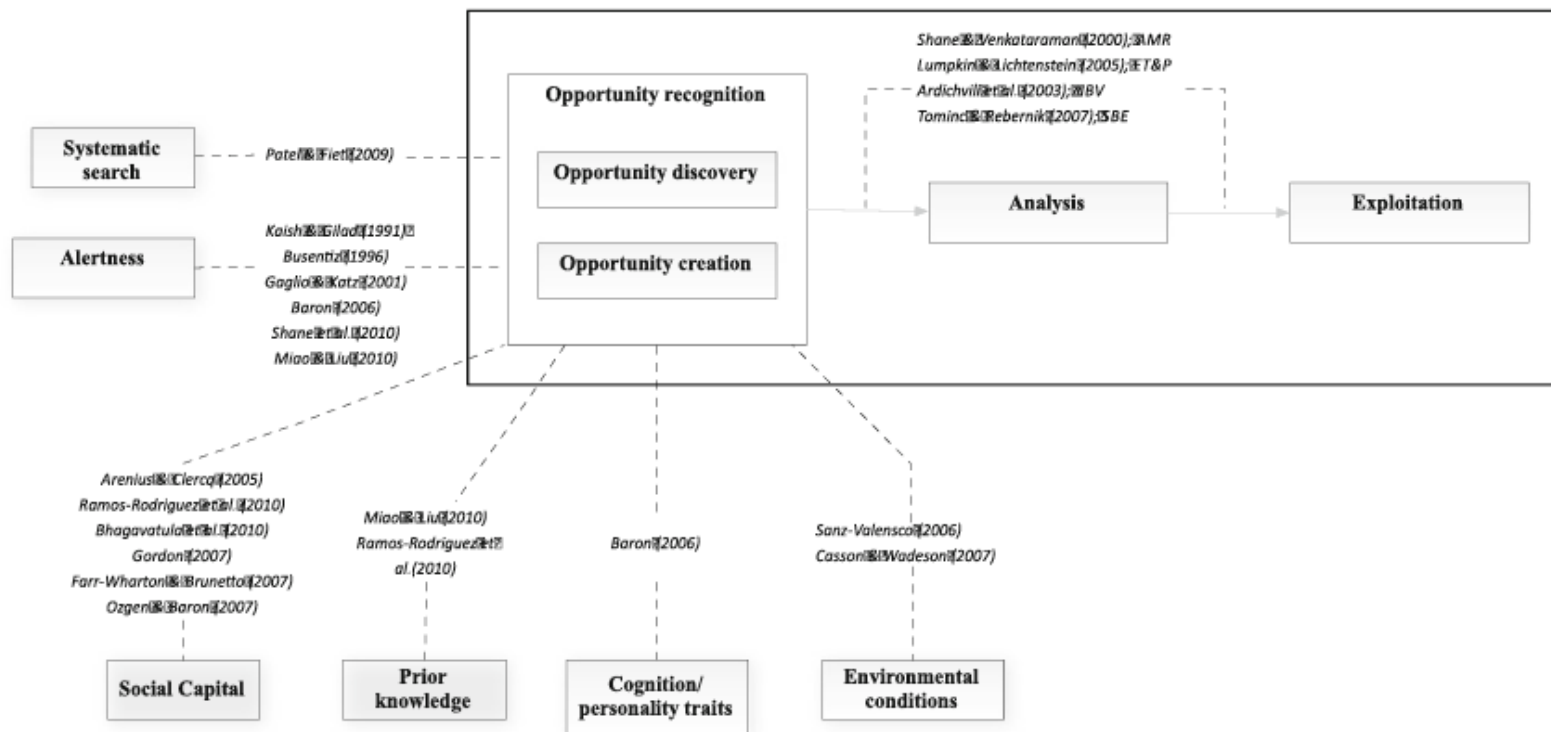 Shane & Venkataraman (2000); AMR
Lumpkin & Lichtenstein (2005); ET&P
Ardichvili et al. (2003); JBV
Tominc & Rebernik (2007); SBE
Opportunity recognition
Systematic
search
Patel & Fiet (2009)
Opportunity discovery
Analysis
Exploitation
Alertness
Kaish & Gilad (1991)
Busentiz (1996)
Gaglio & Katz (2001)
Baron (2006)
Shane et al. (2010)
Miao & Liu (2010)
Opportunity creation
Arenius & Clercq (2005)
Ramos-Rodriguez et al. (2010)
Bhagavatula et al. (2010)
Gordon (2007)
Farr-Wharton & Brunetto (2007)
Ozgen & Baron (2007)
Miao & Liu (2010)
Ramos-Rodriguez et
al. (2010)
Baron (2006)
Sanz-Valensco (2006)
Casson & Wadeson (2007)
Social Capital
Prior
knowledge
Cognition/
personality traits
Environmental
conditions